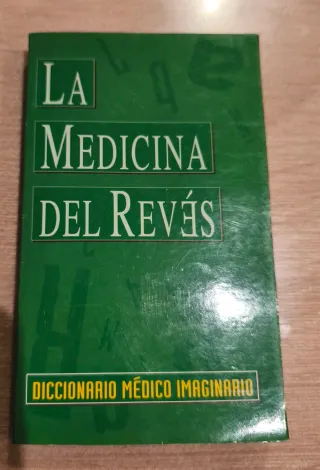 LA
MEDICINA
DEL REVÉS
DICCIONARIO MÉDICO IMAGINARIO